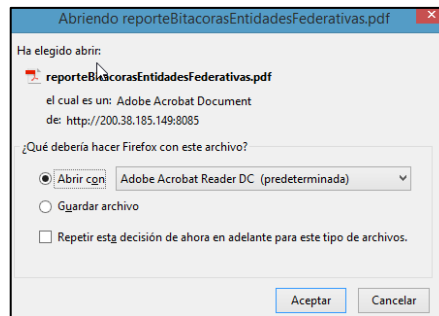 Abriendo reporteBitacorasEntidadesFederativas.pdf
Ha elegido abrir:
reporteBitacorasEntidadesFederativas.pdf
el cual es un: Adobe Acrobat Document
de: http://200.38.185.149:8085
¿Qué debería hacer Firefox con este archivo?
Abrir con Adobe Acrobat Reader DC (predeterminada)
Guardar archivo
Repetir esta decisión de ahora en adelante para este tipo de archivos.
Aceptar Cancelar